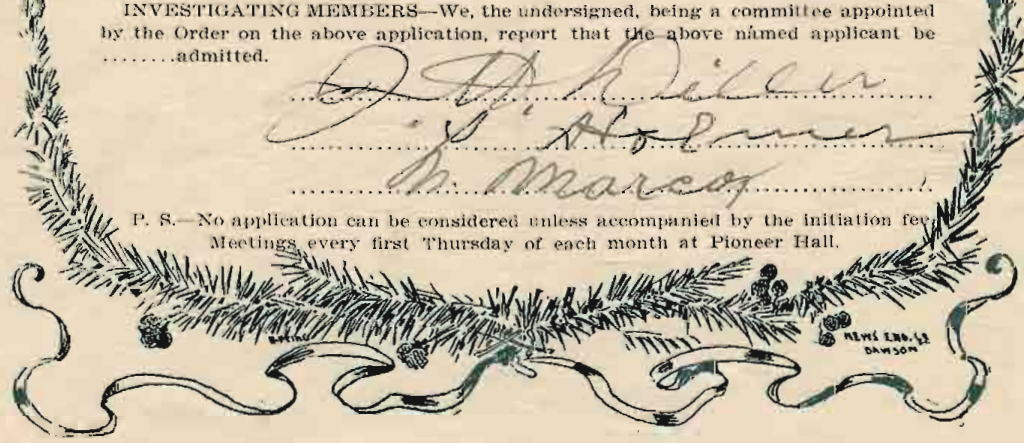 INVESTIGATING MEMBERS—We, the undersigned, being a committee appointed
by the Order on the above application, report that the above named applicant be
........admitted.
J. S Holmes
N. Marcox
P. S.—No application can be considered unless accompanied by the initiation fee.
Meetings every first Thursday of each month at Pioneer Hall.
NEWS ENG.
DAWSON